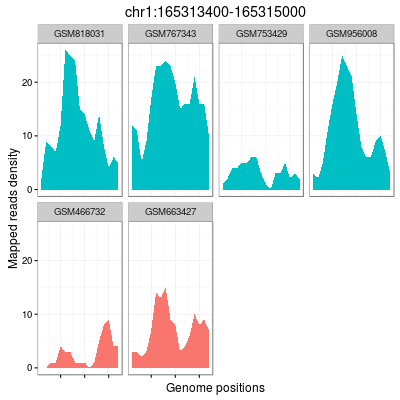 chr1:165313400-165315000
GSM818031 GSM767343 GSM753429 GSM956008
20
10
0
GSM466732 GSM663427
20
10
0
Mapped reads density
Genome positions